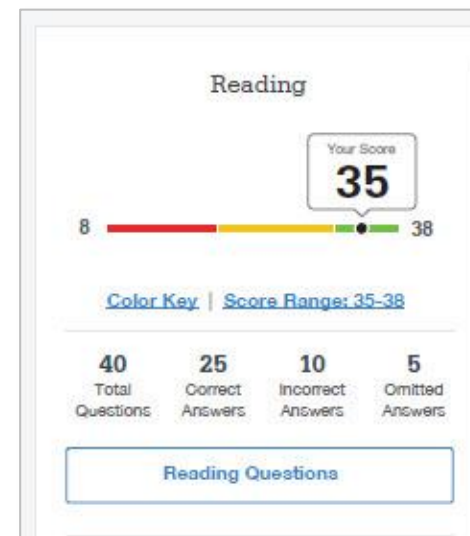 Reading
Your Score
35
8
38
Color Key | Score Range: 35-38
40 25 10 5
Total Correct Incorrect Omitted
Questions Answers Answers Answers
Reading Questions